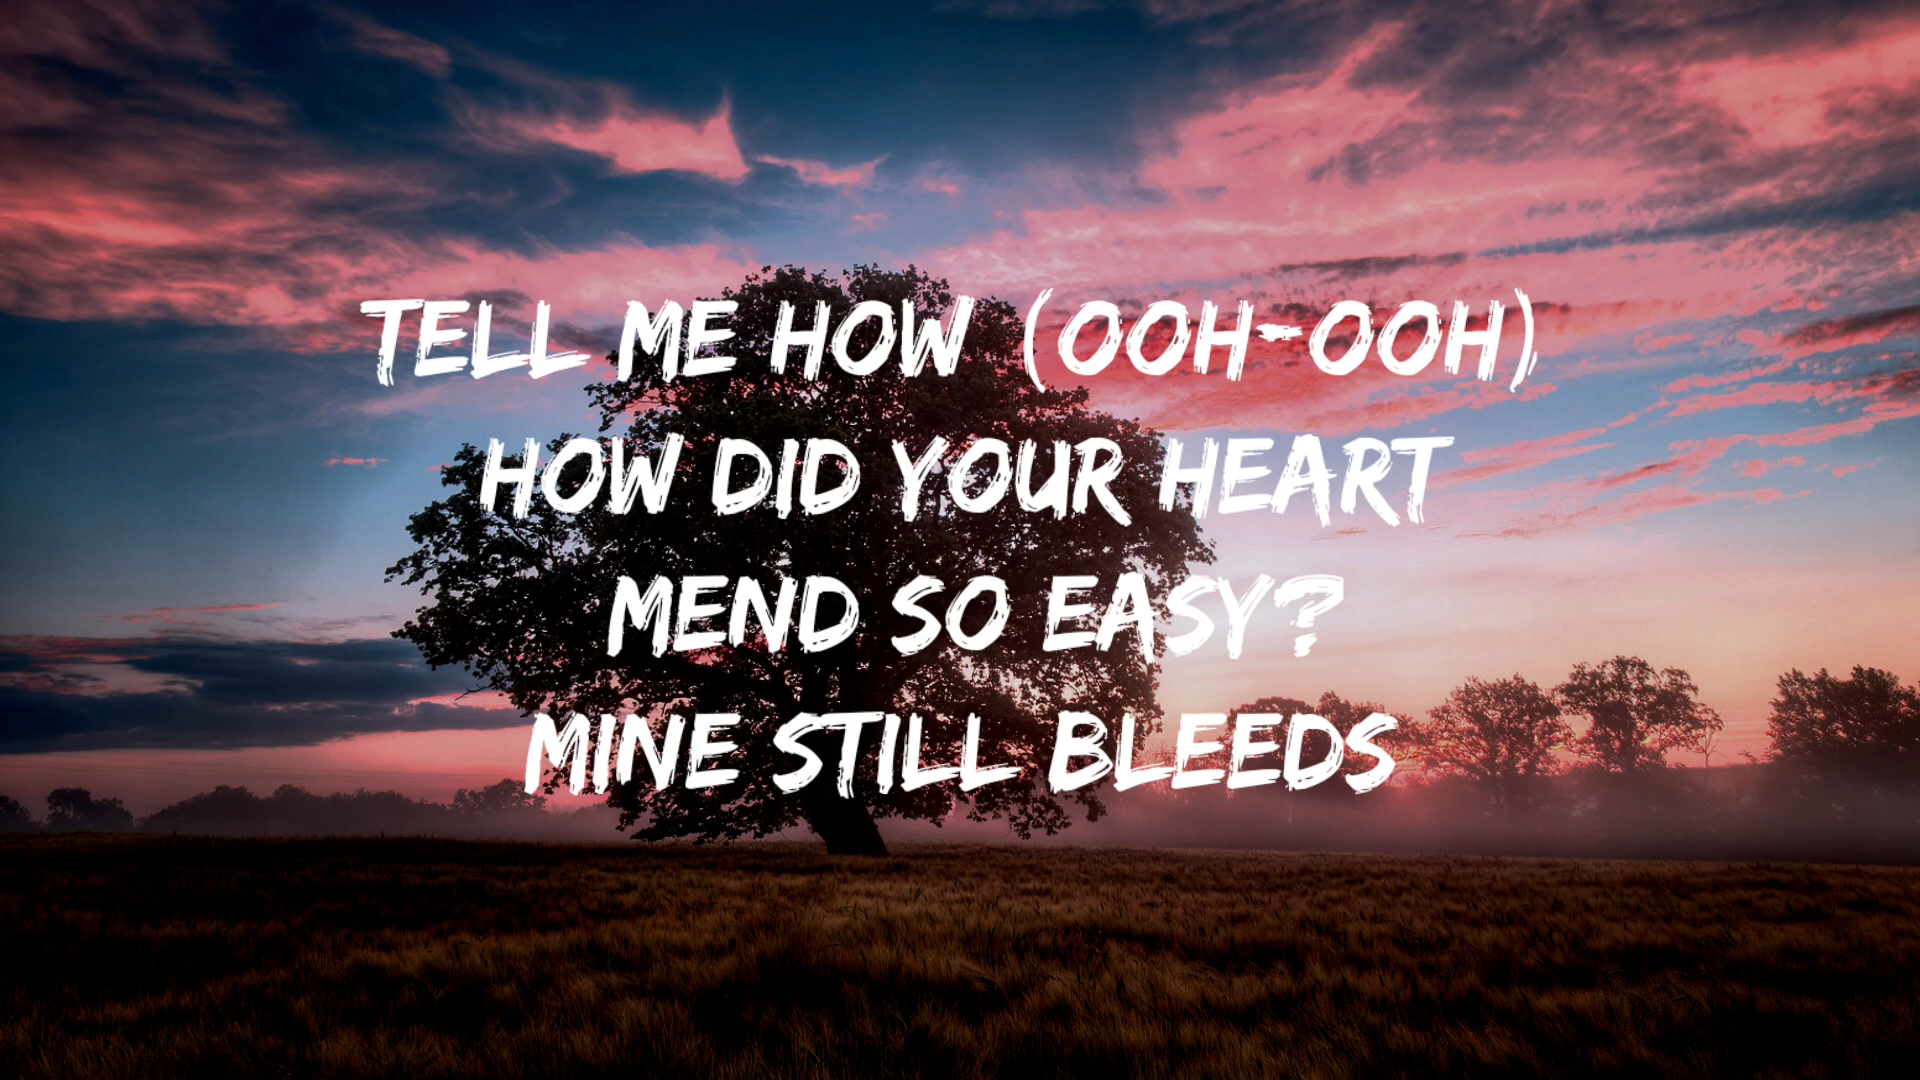 TELL ME HOW (OOH-OOH)
HOW DID YOUR HEART
MEND SO EASY?
MINE STILL BLEEDS